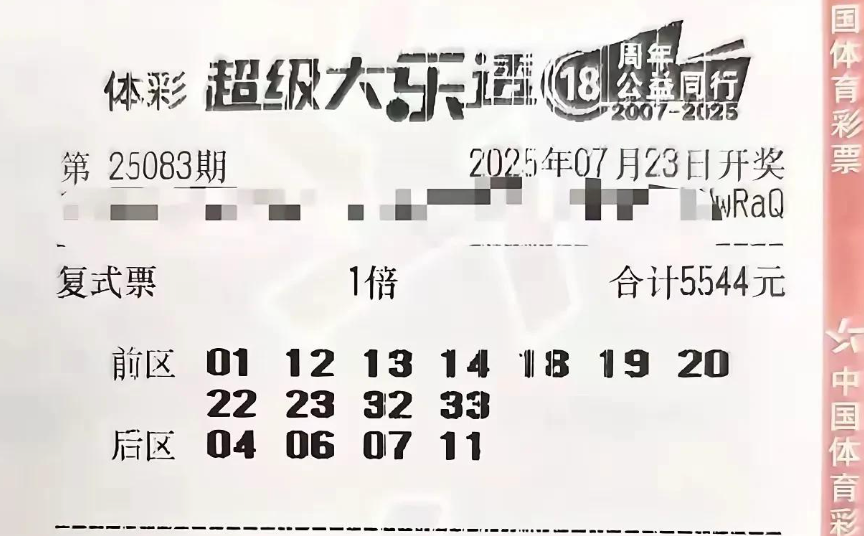 体彩 超级大乐透 18 周年
公益同行
2007-2025
第 25083期 2025年07月23日开奖
wRaQ
复式票 1倍 合计5544元
前区 01 12 13 14 18 19 20
22 23 32 33
后区 04 06 07 11
国体育彩票
中国体育彩